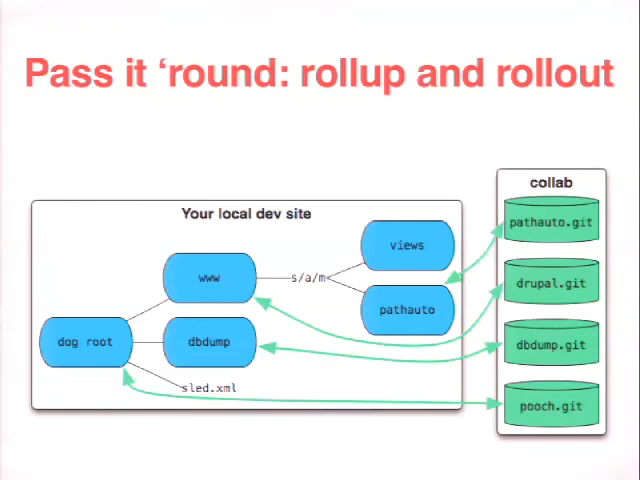 Pass it ‘round: rollup and rollout
collab
Your local dev site
pathauto.git
views
www
s/a/m
drupal.git
pathauto
dog root
dbdump
dbdump.git
sled.xml
pooch.git